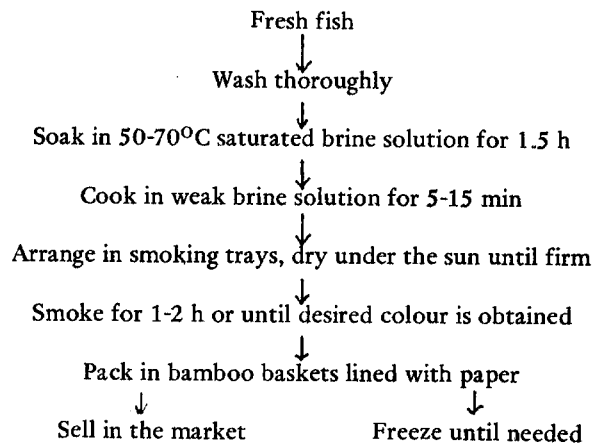 Fresh fish
Wash thoroughly
Soak in 50-70°C saturated brine solution for 1.5 h
Cook in weak brine solution for 5-15 min
Arrange in smoking trays, dry under the sun until firm
Smoke for 1-2 h or until desired colour is obtained
Pack in bamboo baskets lined with paper
Sell in the market
Freeze until needed